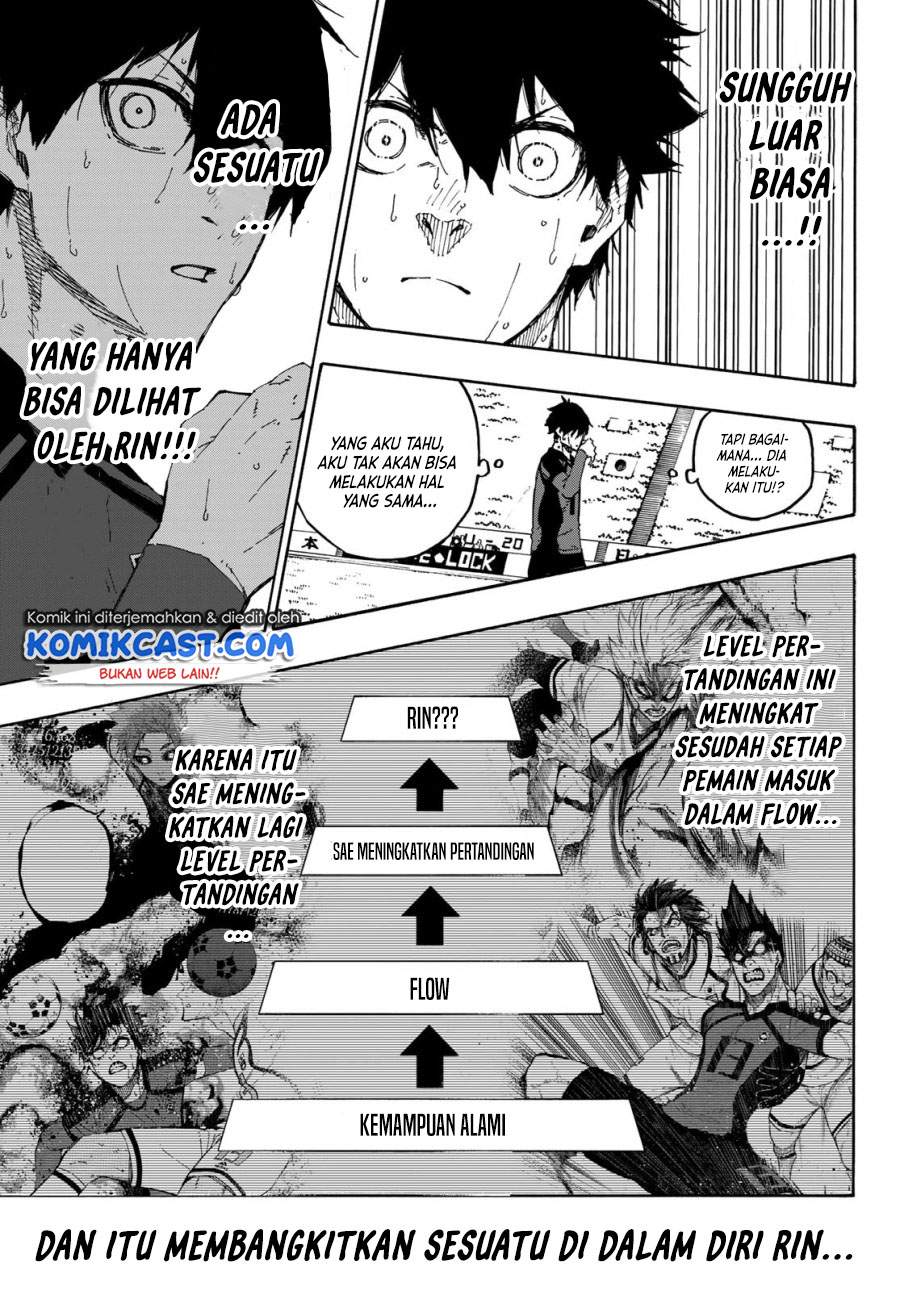 SUNGGUH
LUAR
BIASA
...!!
ADA
SESUATU
...
YANG HANYA
BISA DILIHAT
OLEH RIN!!!
TAPI BAGAI-
MANA... DIA
MELAKU-
KAN ITU!?
YANG AKU TAHU,
AKU TAK AKAN BISA
MELAKUKAN HAL
YANG SAMA...
本
20
日
LOCK
Komik ini diterjemahkan & diedit oleh
KOMIKCAST.COM
BUKAN WEB LAIN!!
LEVEL PER-
TANDINGAN INI
MENINGKAT
SESUDAH SETIAP
PEMAIN MASUK
DALAM FLOW...
KARENA ITU
SAE MENING-
KATKAN LAGI
LEVEL PER-
TANDINGAN
...
RIN???
SAE MENINGKATKAN PERTANDINGAN
FLOW
KEMAMPUAN ALAMI
DAN ITU MEMBANGKITKAN SESUATU DI DALAM DIRI RIN...